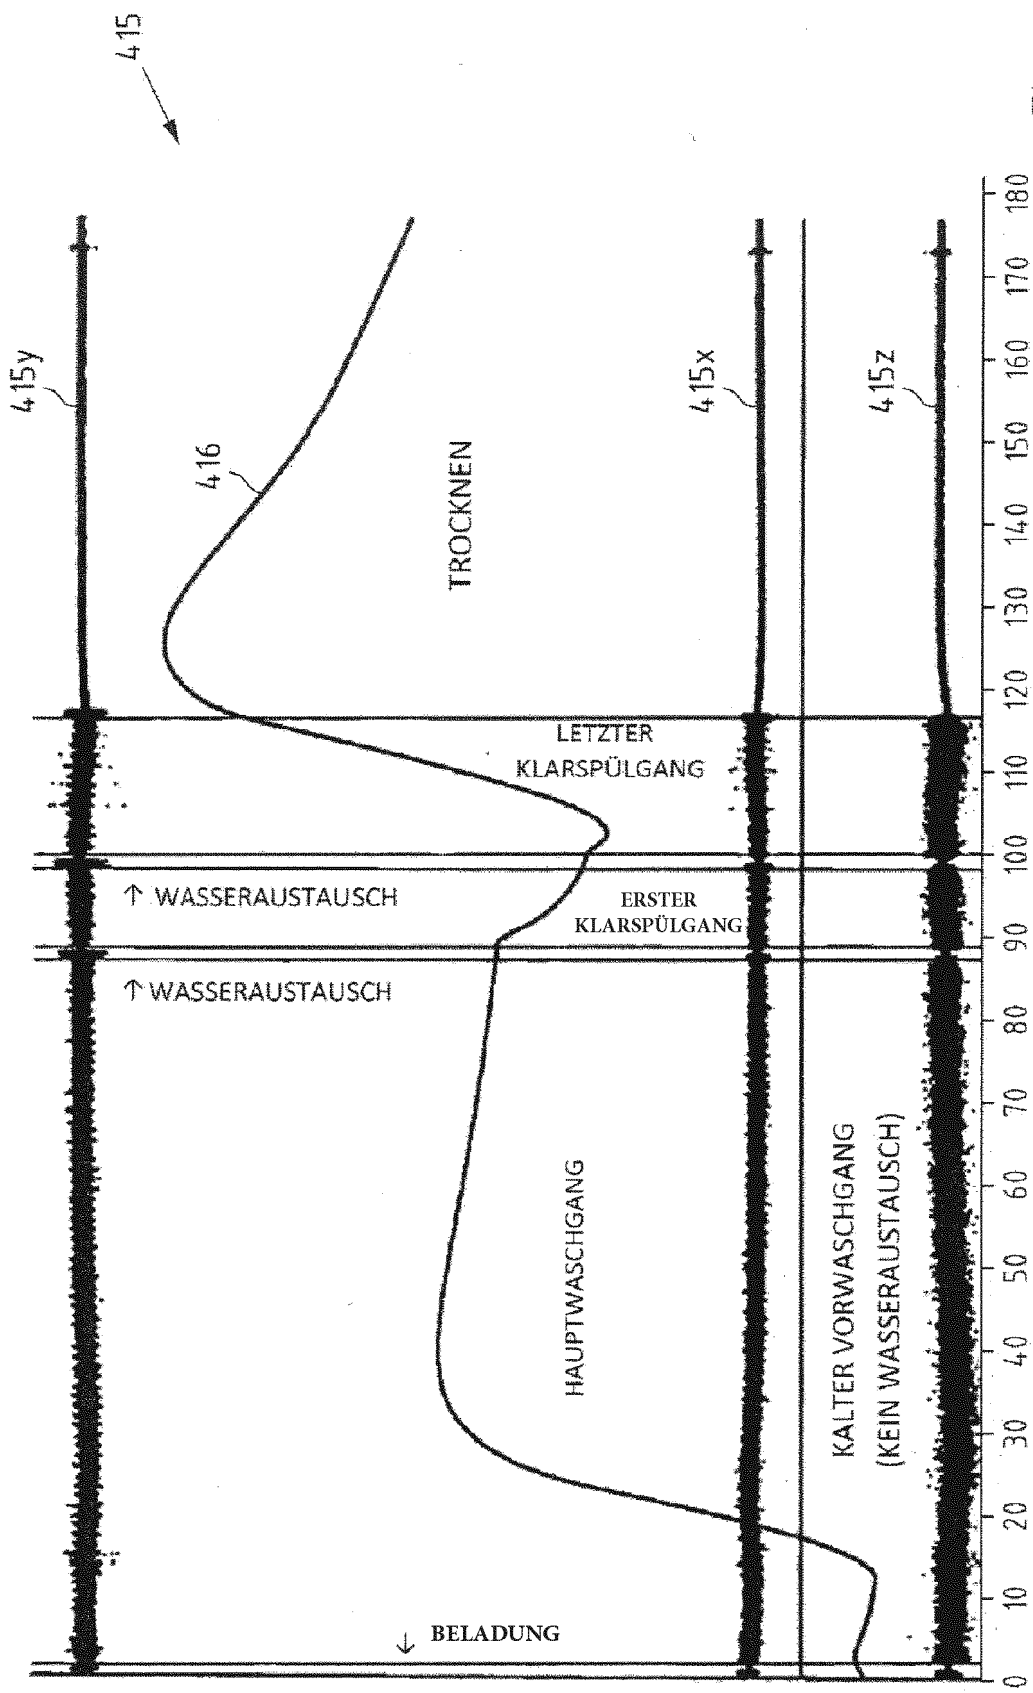 415
415y
416
TROCKNEN
415x
415z
LETZTER
KLARSPÜLGANG
↑ WASSERAUSTAUSCH
ERSTER
KLARSPÜLGANG
↑ WASSERAUSTAUSCH
HAUPTWASCHGANG
KALTER VORWASCHGANG
(KEIN WASSERAUSTAUSCH)
← BELADUNG
0 10 20 30 40 50 60 70 80 90 100 110 120 130 140 150 160 170 180